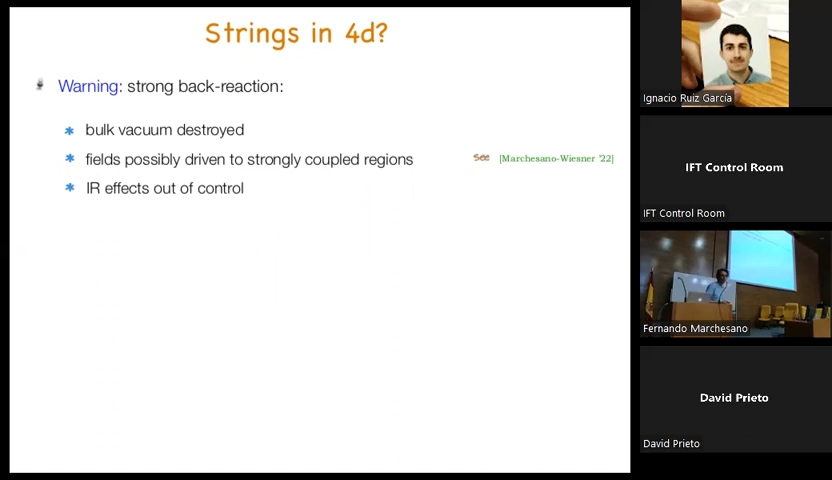 Strings in 4d?
Warning: strong back-reaction:
bulk vacuum destroyed
fields possibly driven to strongly coupled regions
see [Marchesano-Wiesner '22]
IR effects out of control
Ignacio Ruiz García
IFT Control Room
IFT Control Room
Fernando Marchesano
David Prieto
David Prieto